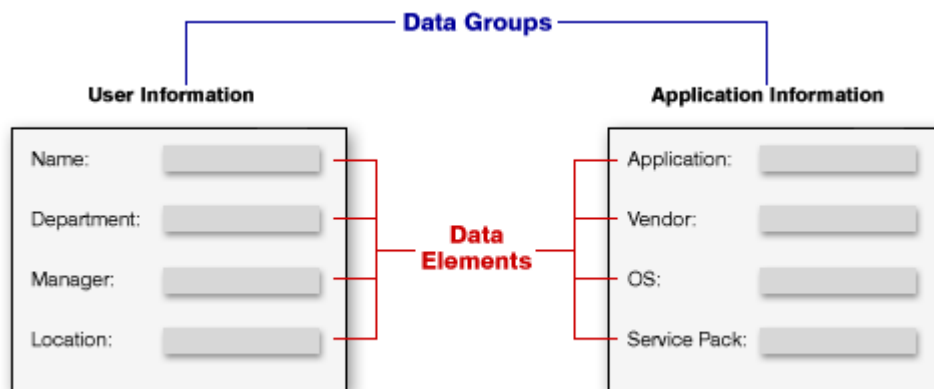 Data Groups
User Information
Application Information
Name:
Department:
Manager:
Location:
Data
Elements
Application:
Vendor:
OS:
Service Pack: